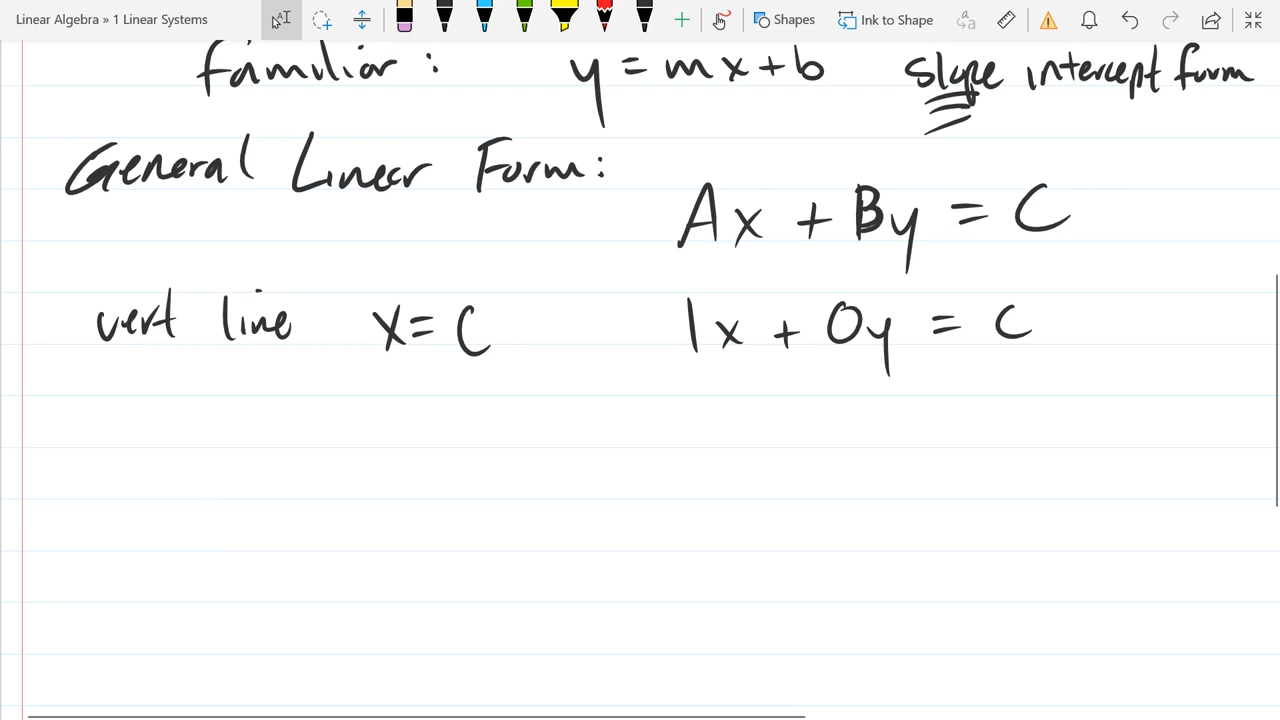 Linear Algebra » 1 Linear Systems
Shapes
Ink to Shape
familiar : y = mx + b slope intercept form
General Linear Form:
Ax + By = C
vert line x = C 1x + 0y = C